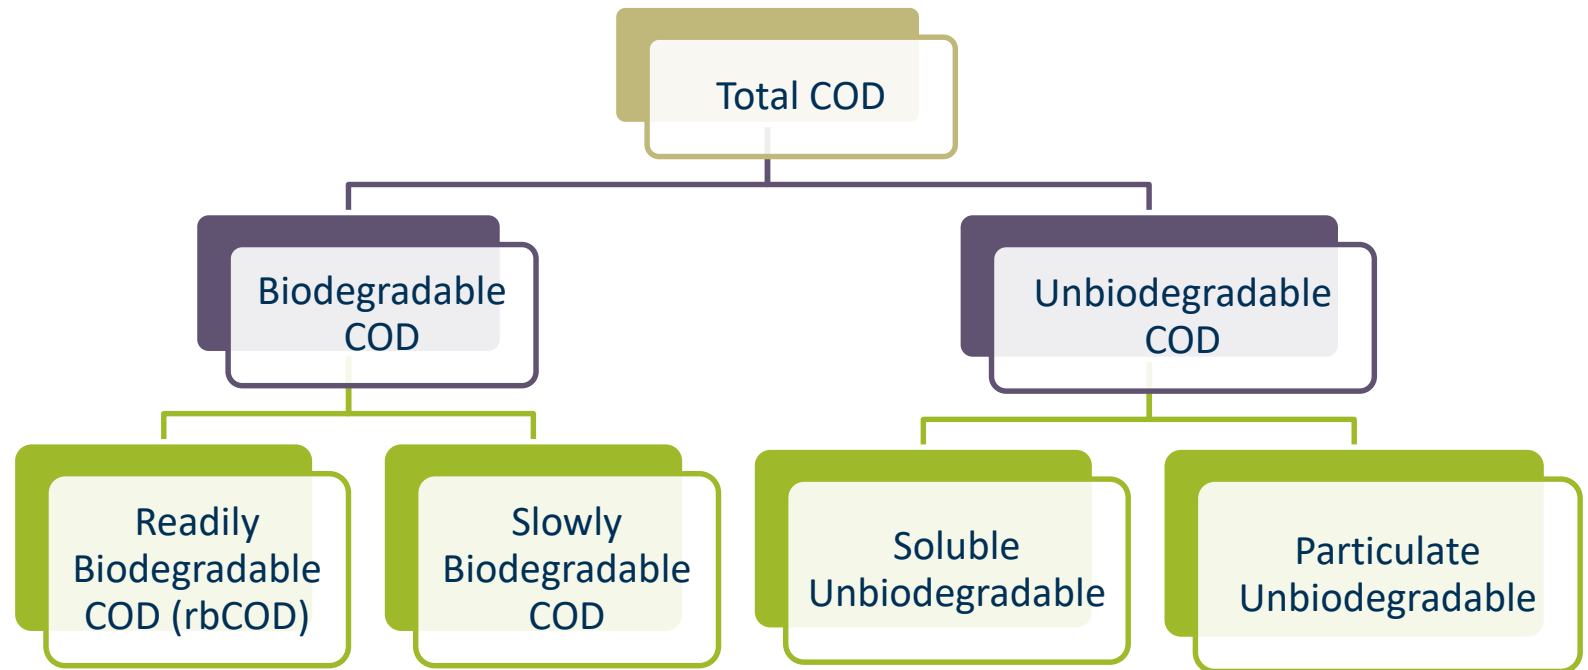 Total COD
Biodegradable
COD
Unbiodegradable
COD
Readily
Biodegradable
COD (rbCOD)
Slowly
Biodegradable
COD
Soluble
Unbiodegradable
Particulate
Unbiodegradable